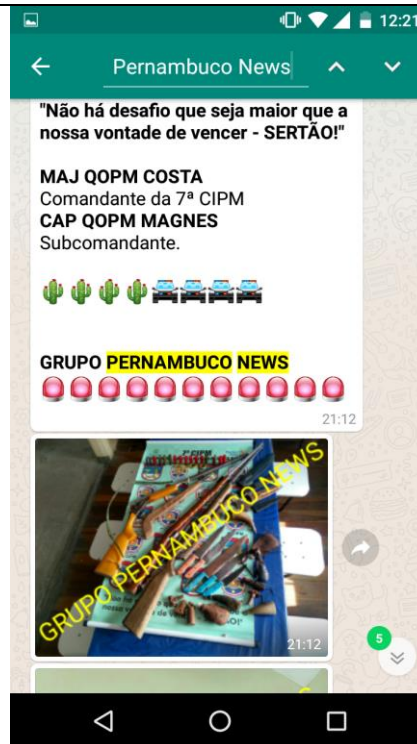 12:21
Pernambuco News
"Não há desafio que seja maior que a
nossa vontade de vencer - SERTÃO!"
MAJ QOPM COSTA
Comandante da 7ª CIPM
CAP QOPM MAGNES
Subcomandante.
GRUPO PERNAMBUCO NEWS
21:12
7ª CIPM
GRUPO PERNAMBUCO NEWS
21:12
5